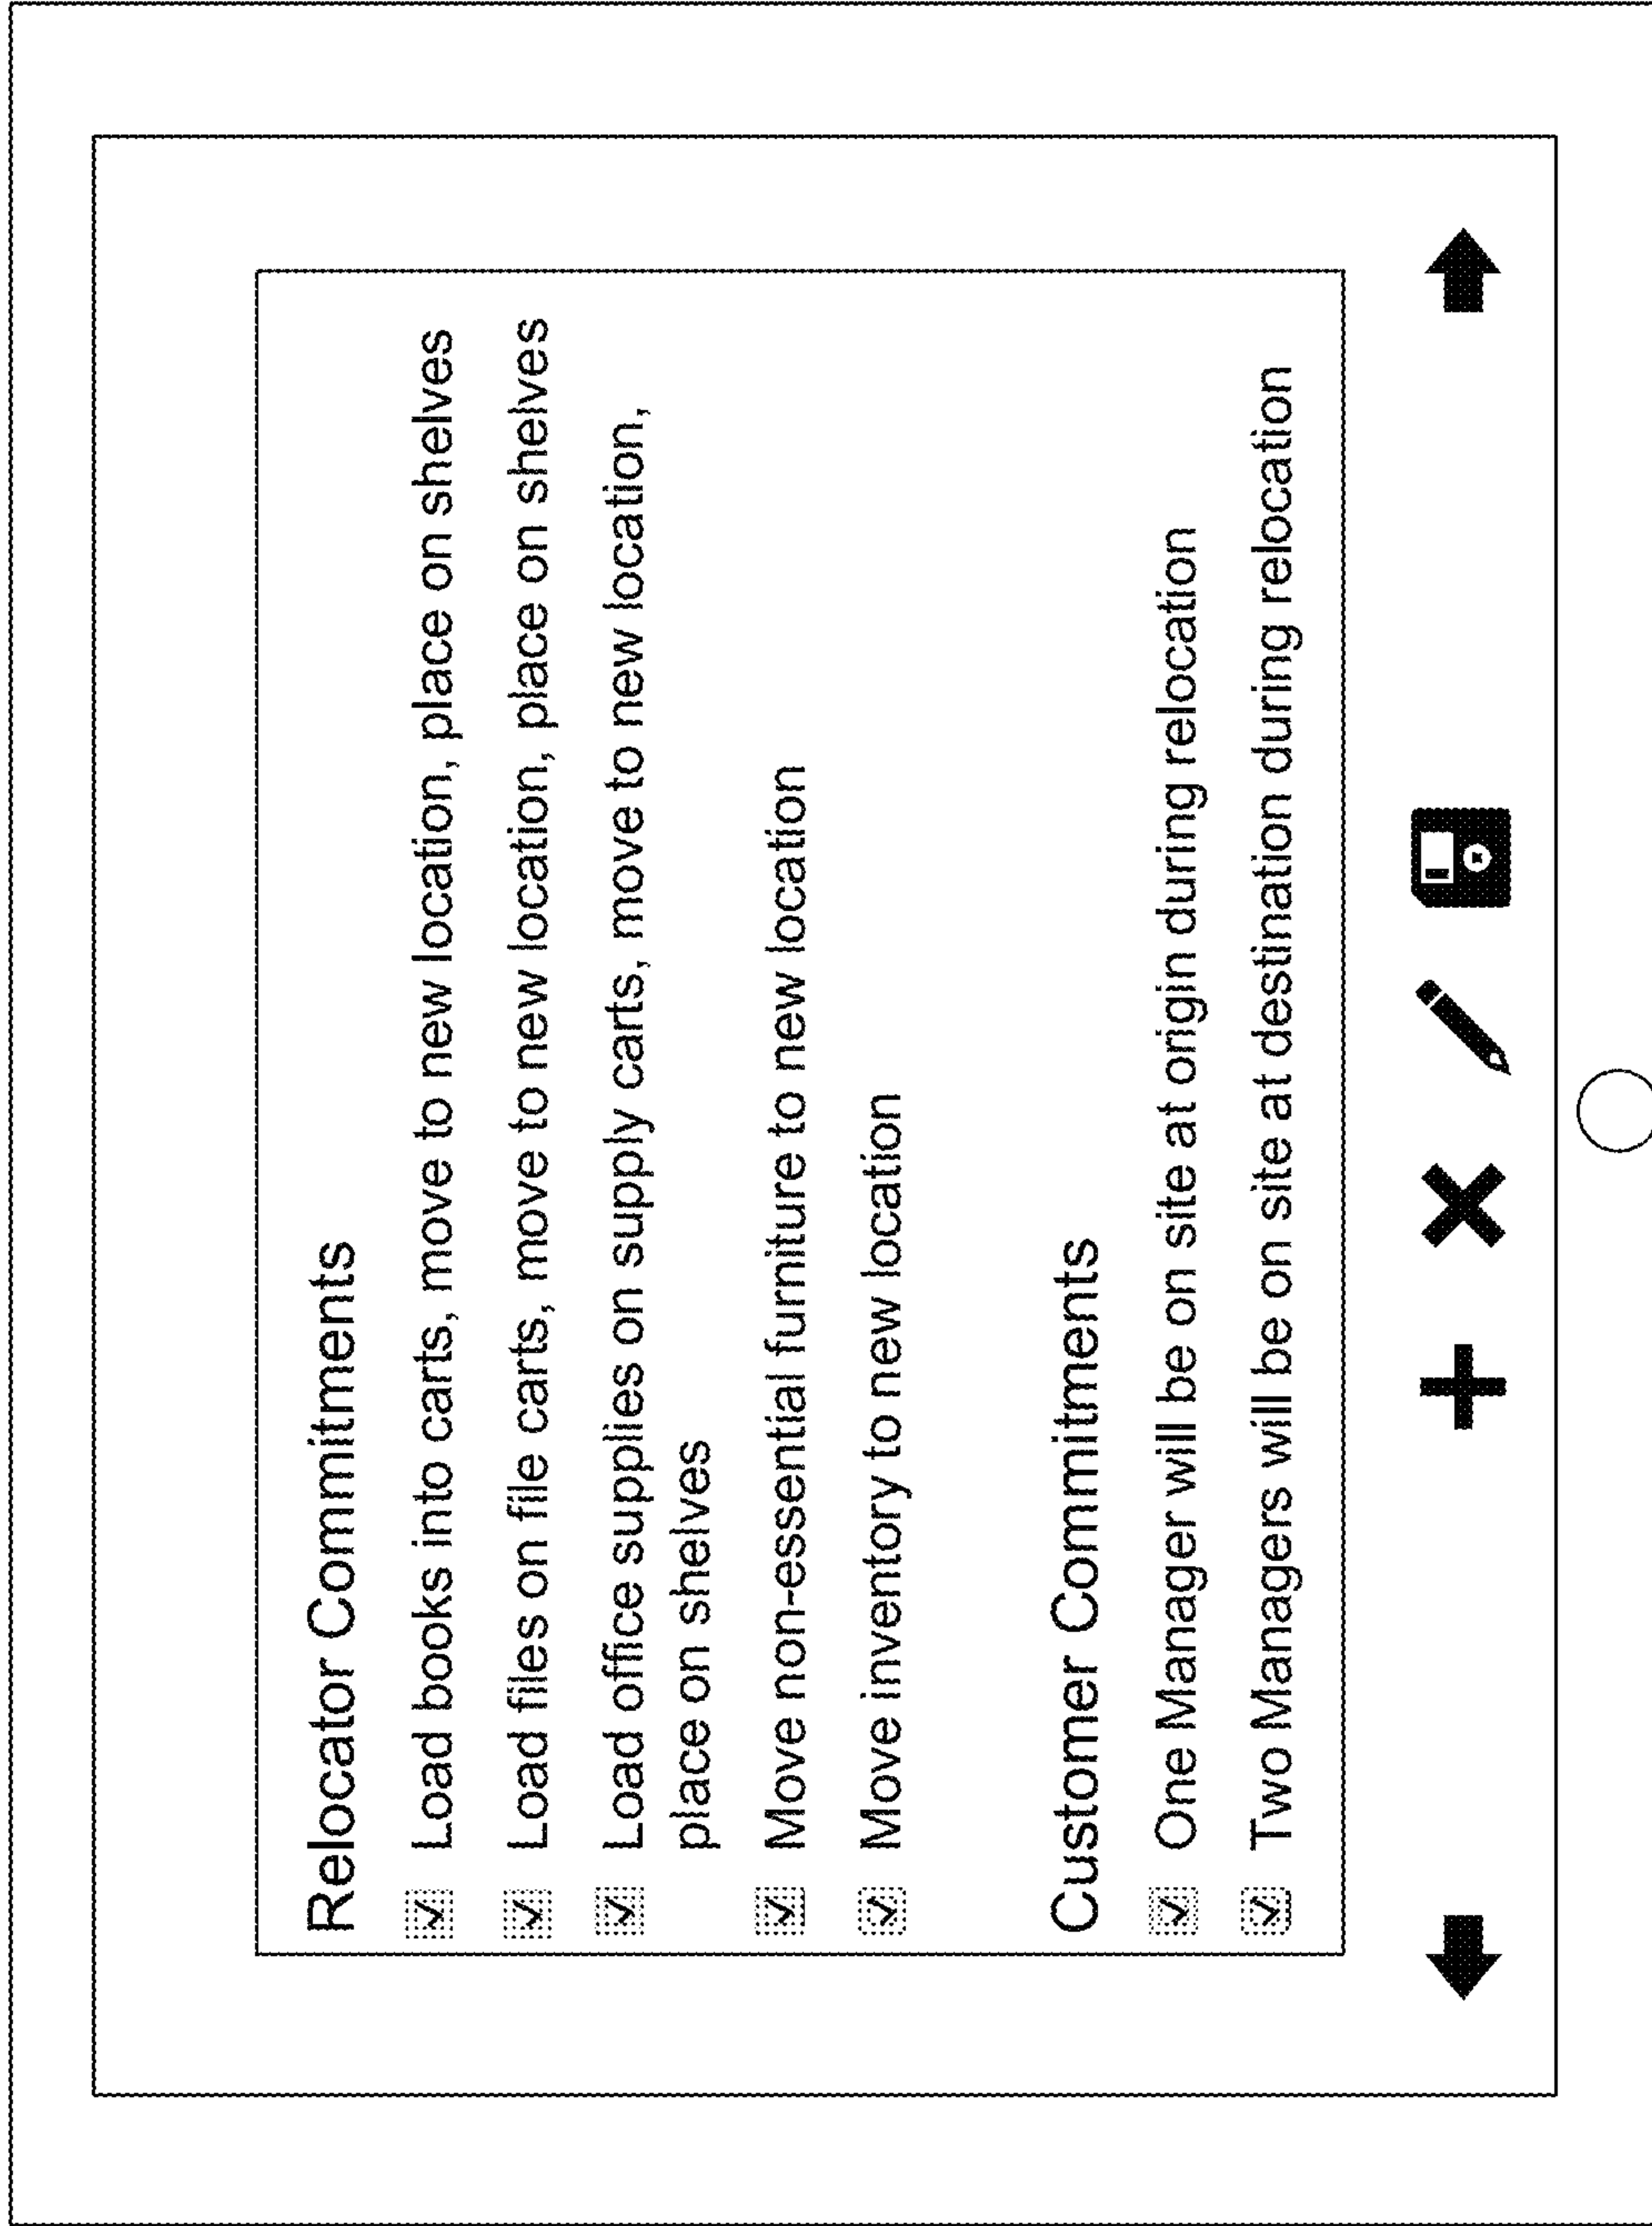 Relocator Commitments
Load books into carts, move to new location, place on shelves
Load files on file carts, move to new location, place on shelves
Load office supplies on supply carts, move to new location,
place on shelves
Move non-essential furniture to new location
Move inventory to new location
Customer Commitments
One Manager will be on site at origin during relocation
Two Managers will be on site at destination during relocation